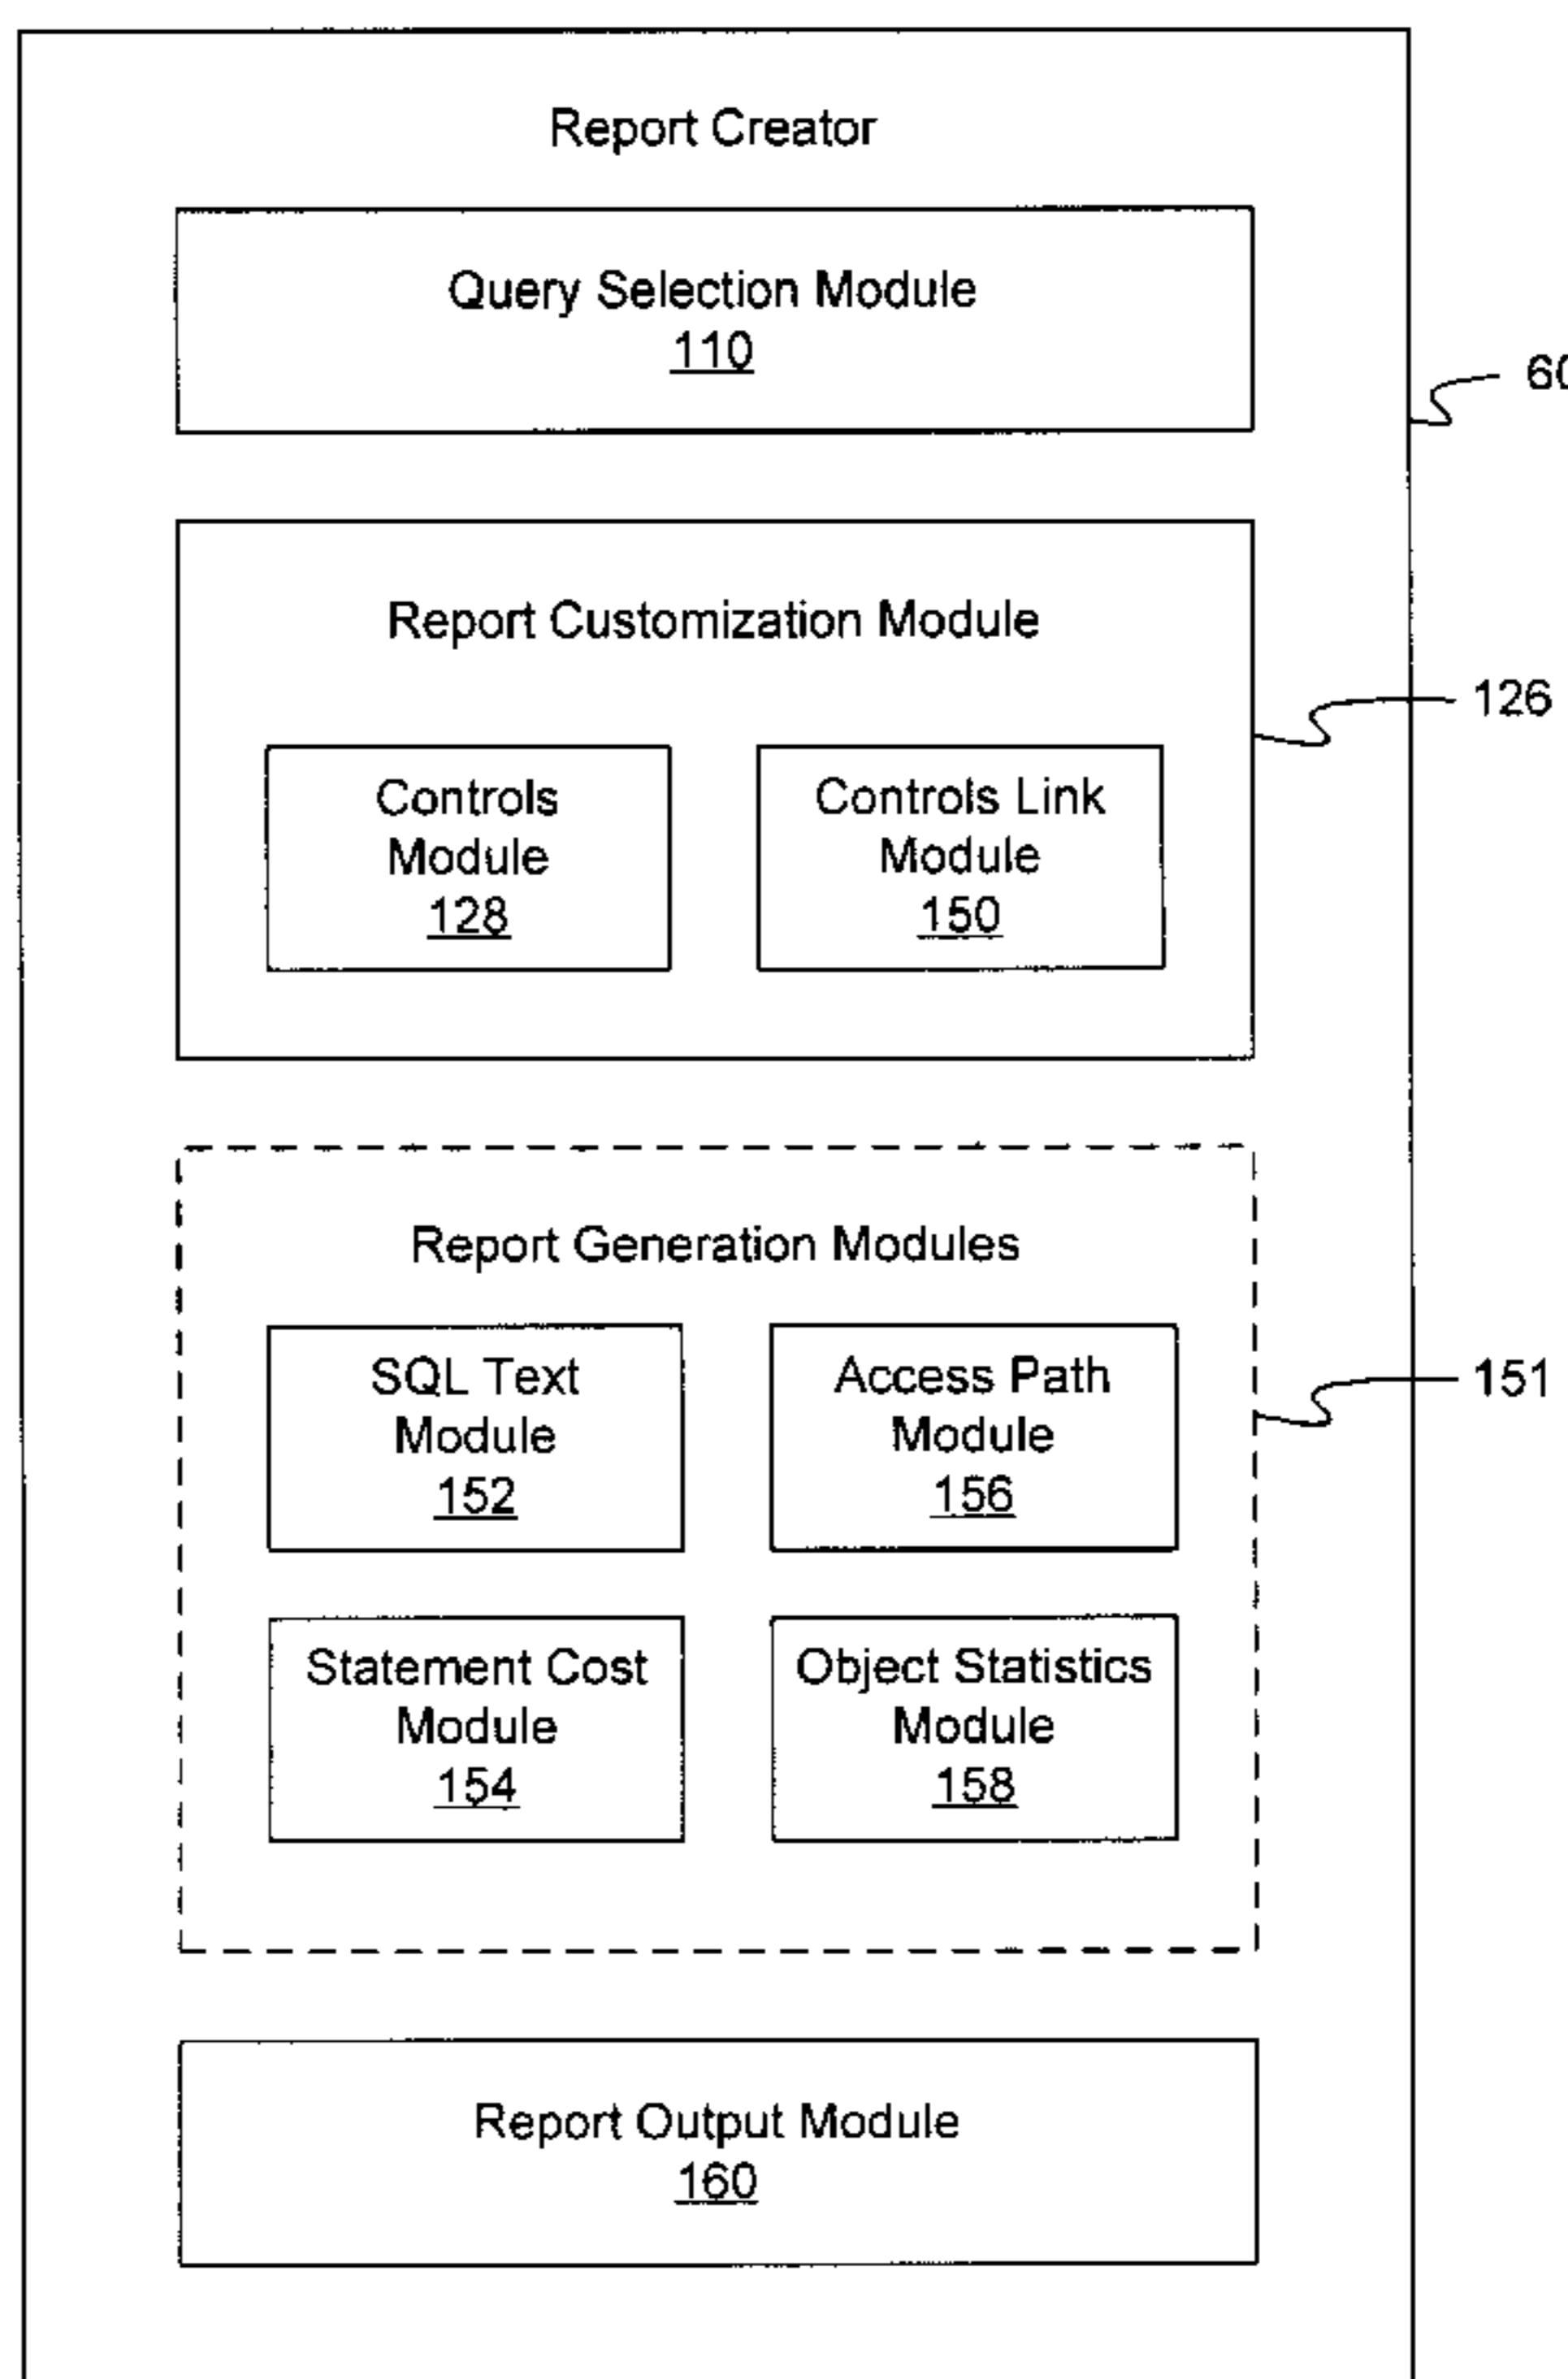 Report Creator
Query Selection Module
110
60
Report Customization Module
126
Controls
Module
128
Controls Link
Module
150
Report Generation Modules
SQL Text
Module
152
Access Path
Module
156
151
Statement Cost
Module
154
Object Statistics
Module
158
Report Output Module
160